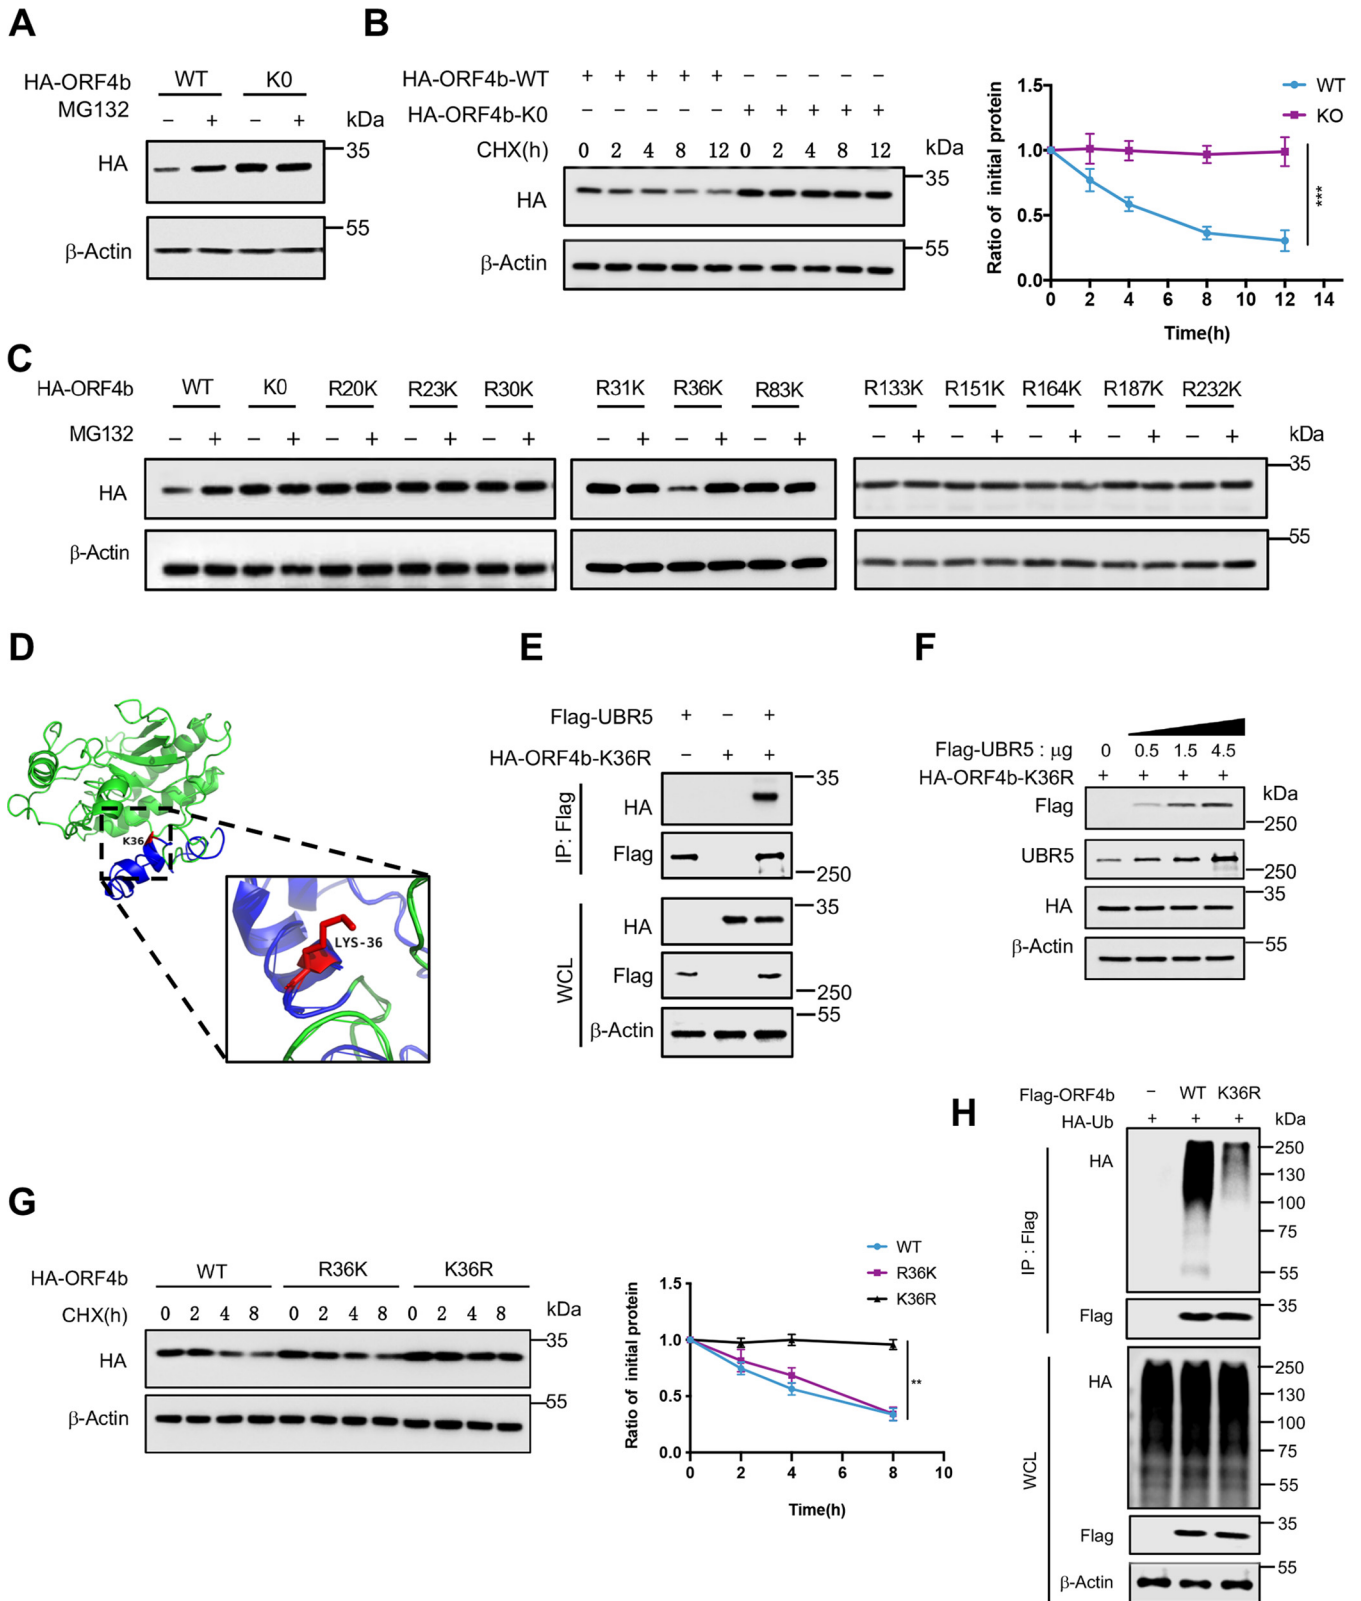 A
HA-ORF4b WT K0
MG132 − + − + kDa
HA 35
β-Actin 55
B
HA-ORF4b-WT + + + + + − − − − −
HA-ORF4b-K0 − − − − − + + + + +
CHX(h) 0 2 4 8 12 0 2 4 8 12 kDa
HA 35
β-Actin 55
Ratio of initial protein
1.5
1.0
0.5
0.0
0 2 4 6 8 10 12 14
Time(h)
WT
KO
***
C
HA-ORF4b WT K0 R20K R23K R30K R31K R36K R83K R133K R151K R164K R187K R232K
MG132 − + − + − + − + − + − + − + − + − + − + − + − + − + kDa
HA 35
β-Actin 55
D
K36
LYS-36
E
Flag-UBR5 + − +
HA-ORF4b-K36R − + +
IP: Flag
HA 35
Flag 250
WCL
HA 35
Flag 250
β-Actin 55
F
Flag-UBR5 : μg 0 0.5 1.5 4.5
HA-ORF4b-K36R + + + +
kDa
Flag 250
UBR5 250
HA 35
β-Actin 55
G
HA-ORF4b WT R36K K36R
CHX(h) 0 2 4 8 0 2 4 8 0 2 4 8 kDa
HA 35
β-Actin 55
Ratio of initial protein
1.5
1.0
0.5
0.0
0 2 4 6 8 10
Time(h)
WT
R36K
K36R
**
H
Flag-ORF4b − WT K36R
HA-Ub + + + kDa
IP : Flag
HA 250
130
100
75
55
Flag 35
WCL
HA 250
130
100
75
55
Flag 35
β-Actin 55